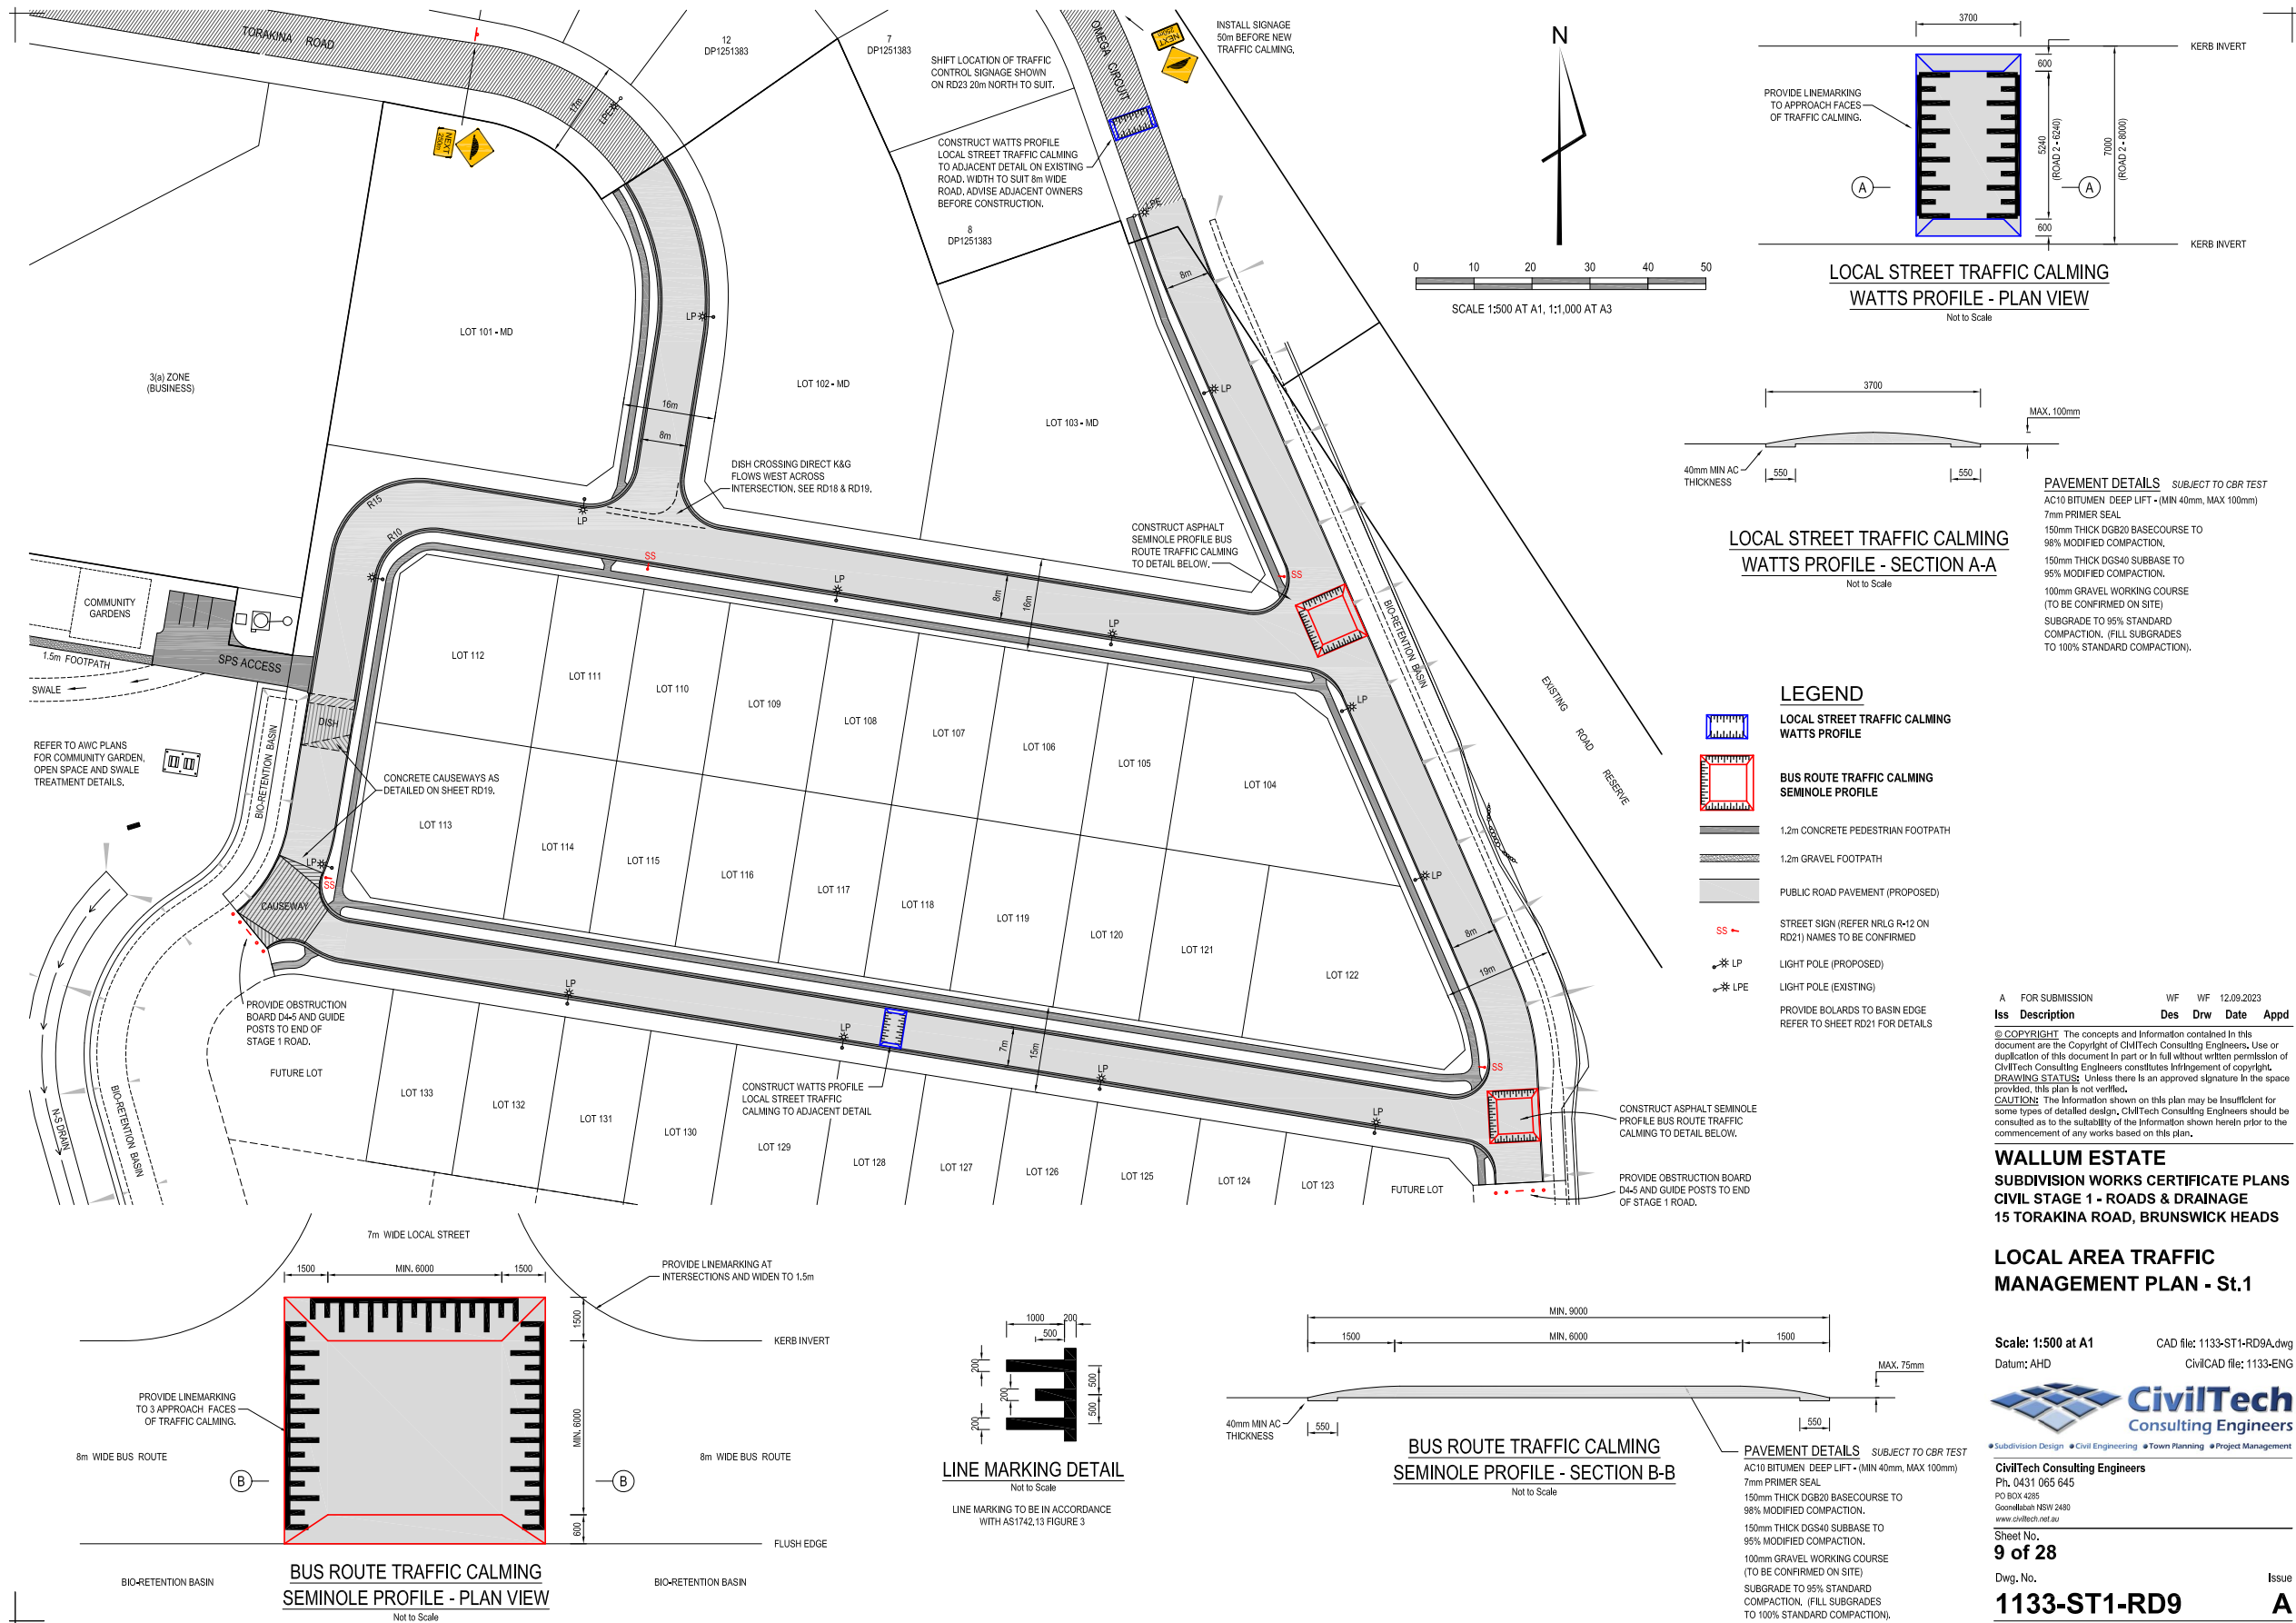 TORAKINA ROAD
12
DP1251383
7
DP1251383
SHIFT LOCATION OF TRAFFIC
CONTROL SIGNAGE SHOWN
ON RD23 20m NORTH TO SUIT.
OMEGA CIRCUIT
NEXT
250m
INSTALL SIGNAGE
50m BEFORE NEW
TRAFFIC CALMING.
N
17m
LPE
NEXT
250m
CONSTRUCT WATTS PROFILE
LOCAL STREET TRAFFIC CALMING
TO ADJACENT DETAIL ON EXISTING
ROAD. WIDTH TO SUIT 8m WIDE
ROAD. ADVISE ADJACENT OWNERS
BEFORE CONSTRUCTION.
8
DP1251383
LPE
8m
0 10 20 30 40 50
SCALE 1:500 AT A1, 1:1,000 AT A3
3700
KERB INVERT
600
PROVIDE LINEMARKING
TO APPROACH FACES
OF TRAFFIC CALMING.
5240
(ROAD 2 - 6240)
7000
(ROAD 2 - 8000)
A
A
600
KERB INVERT
LOCAL STREET TRAFFIC CALMING
WATTS PROFILE - PLAN VIEW
Not to Scale
3700
MAX. 100mm
40mm MIN AC
THICKNESS
550
550
LOCAL STREET TRAFFIC CALMING
WATTS PROFILE - SECTION A-A
Not to Scale
PAVEMENT DETAILS SUBJECT TO CBR TEST
AC10 BITUMEN DEEP LIFT - (MIN 40mm, MAX 100mm)
7mm PRIMER SEAL
150mm THICK DGB20 BASECOURSE TO
98% MODIFIED COMPACTION.
150mm THICK DGS40 SUBBASE TO
95% MODIFIED COMPACTION.
100mm GRAVEL WORKING COURSE
(TO BE CONFIRMED ON SITE)
SUBGRADE TO 95% STANDARD
COMPACTION. (FILL SUBGRADES
TO 100% STANDARD COMPACTION).
LOT 101 - MD
LP
3(a) ZONE
(BUSINESS)
LOT 102 - MD
LOT 103 - MD
LP
16m
8m
DISH CROSSING DIRECT K&G
FLOWS WEST ACROSS
INTERSECTION. SEE RD18 & RD19.
R15
R10
LP
CONSTRUCT ASPHALT
SEMINOLE PROFILE BUS
ROUTE TRAFFIC CALMING
TO DETAIL BELOW.
SS
SS
LP
8m
16m
LP
BIO-RETENTION BASIN
COMMUNITY
GARDENS
1.5m FOOTPATH
SPS ACCESS
SWALE
DISH
BIO-RETENTION BASIN
REFER TO AWC PLANS
FOR COMMUNITY GARDEN,
OPEN SPACE AND SWALE
TREATMENT DETAILS.
LOT 112
LOT 111
LOT 110
LOT 109
LOT 108
LOT 107
LOT 106
LOT 105
LOT 104
LP
EXISTING ROAD RESERVE
CONCRETE CAUSEWAYS AS
DETAILED ON SHEET RD19.
LOT 113
LOT 114
LOT 115
LOT 116
LOT 117
LOT 118
LOT 119
LOT 120
LOT 121
LOT 122
LP
LP
SS
CAUSEWAY
8m
19m
PROVIDE OBSTRUCTION
BOARD D4-5 AND GUIDE
POSTS TO END OF
STAGE 1 ROAD.
LP
LP
7m
15m
LP
LP
SS
CONSTRUCT WATTS PROFILE
LOCAL STREET TRAFFIC
CALMING TO ADJACENT DETAIL
FUTURE LOT
LOT 133
LOT 132
LOT 131
LOT 130
LOT 129
LOT 128
LOT 127
LOT 126
LOT 125
LOT 124
LOT 123
FUTURE LOT
N-S DRAIN
BIO-RETENTION BASIN
CONSTRUCT ASPHALT SEMINOLE
PROFILE BUS ROUTE TRAFFIC
CALMING TO DETAIL BELOW.
PROVIDE OBSTRUCTION BOARD
D4-5 AND GUIDE POSTS TO END
OF STAGE 1 ROAD.
LEGEND
LOCAL STREET TRAFFIC CALMING
WATTS PROFILE
BUS ROUTE TRAFFIC CALMING
SEMINOLE PROFILE
1.2m CONCRETE PEDESTRIAN FOOTPATH
1.2m GRAVEL FOOTPATH
PUBLIC ROAD PAVEMENT (PROPOSED)
SS STREET SIGN (REFER NRLG R-12 ON
RD21) NAMES TO BE CONFIRMED
LP LIGHT POLE (PROPOSED)
LPE LIGHT POLE (EXISTING)
PROVIDE BOLARDS TO BASIN EDGE
REFER TO SHEET RD21 FOR DETAILS
7m WIDE LOCAL STREET
1500 MIN. 6000 1500
PROVIDE LINEMARKING AT
INTERSECTIONS AND WIDEN TO 1.5m
1500
KERB INVERT
PROVIDE LINEMARKING
TO 3 APPROACH FACES
OF TRAFFIC CALMING.
MIN. 6000
8m WIDE BUS ROUTE
8m WIDE BUS ROUTE
B
B
600
FLUSH EDGE
BIO-RETENTION BASIN
BIO-RETENTION BASIN
BUS ROUTE TRAFFIC CALMING
SEMINOLE PROFILE - PLAN VIEW
Not to Scale
1000 200
500
200
200
200
500
500
LINE MARKING DETAIL
Not to Scale
LINE MARKING TO BE IN ACCORDANCE
WITH AS1742.13 FIGURE 3
MIN. 9000
1500 MIN. 6000 1500
MAX. 75mm
40mm MIN AC
THICKNESS
550
550
BUS ROUTE TRAFFIC CALMING
SEMINOLE PROFILE - SECTION B-B
Not to Scale
PAVEMENT DETAILS SUBJECT TO CBR TEST
AC10 BITUMEN DEEP LIFT - (MIN 40mm, MAX 100mm)
7mm PRIMER SEAL
150mm THICK DGB20 BASECOURSE TO
98% MODIFIED COMPACTION.
150mm THICK DGS40 SUBBASE TO
95% MODIFIED COMPACTION.
100mm GRAVEL WORKING COURSE
(TO BE CONFIRMED ON SITE)
SUBGRADE TO 95% STANDARD
COMPACTION. (FILL SUBGRADES
TO 100% STANDARD COMPACTION).
A FOR SUBMISSION WF WF 12.09.2023
Iss Description Des Drw Date Appd
© COPYRIGHT The concepts and information contained in this
document are the Copyright of CivilTech Consulting Engineers. Use or
duplication of this document in part or in full without written permission of
CivilTech Consulting Engineers constitutes infringement of copyright.
DRAWING STATUS: Unless there is an approved signature in the space
provided, this plan is not verified.
CAUTION: The information shown on this plan may be insufficient for
some types of detailed design. CivilTech Consulting Engineers should be
consulted as to the suitability of the information shown herein prior to the
commencement of any works based on this plan.
WALLUM ESTATE
SUBDIVISION WORKS CERTIFICATE PLANS
CIVIL STAGE 1 - ROADS & DRAINAGE
15 TORAKINA ROAD, BRUNSWICK HEADS
LOCAL AREA TRAFFIC
MANAGEMENT PLAN - St.1
Scale: 1:500 at A1 CAD file: 1133-ST1-RD9A.dwg
Datum: AHD CivilCAD file: 1133-ENG
CivilTech
Consulting Engineers
Subdivision Design Civil Engineering Town Planning Project Management
CivilTech Consulting Engineers
Ph. 0431 065 645
PO BOX 4285
Goonellabah NSW 2480
www.civiltech.net.au
Sheet No.
9 of 28
Dwg. No. Issue
1133-ST1-RD9 A